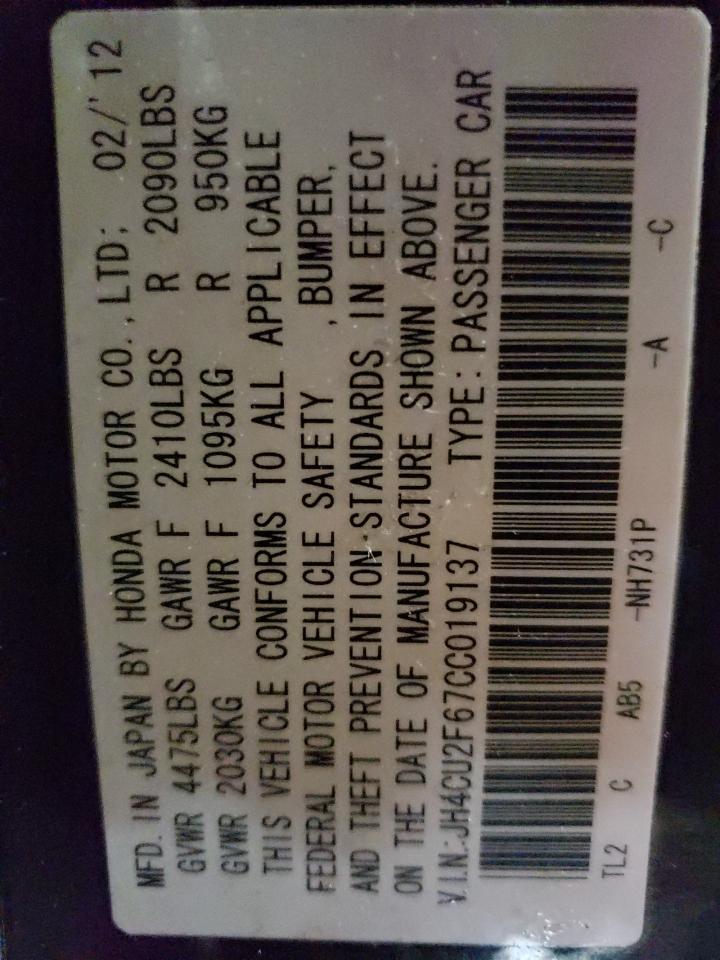 MFD. IN JAPAN BY HONDA MOTOR CO., LTD; 02/'12
GVWR 4475LBS GAWR F 2410LBS R 2090LBS
GVWR 2030KG GAWR F 1095KG R 950KG
THIS VEHICLE CONFORMS TO ALL APPLICABLE
FEDERAL MOTOR VEHICLE SAFETY , BUMPER,
AND THEFT PREVENTION STANDARDS IN EFFECT
ON THE DATE OF MANUFACTURE SHOWN ABOVE.
V.I.N.:JH4CU2F67CC019137 TYPE: PASSENGER CAR
TL2 C AB5 -NH731P -A -C